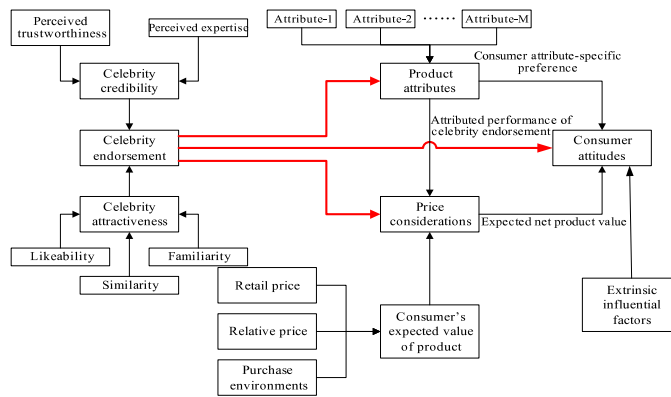 Perceived
trustworthiness
Perceived expertise
Attribute-1
Attribute-2
······
Attribute-M
Celebrity
credibility
Product
attributes
Consumer attribute-specific
preference
Celebrity
endorsement
Attributed performance of
celebrity endorsement
Consumer
attitudes
Celebrity
attractiveness
Price
considerations
Expected net product value
Likeability
Familiarity
Similarity
Retail price
Relative price
Purchase
environments
Consumer's
expected value
of product
Extrinsic
influential
factors